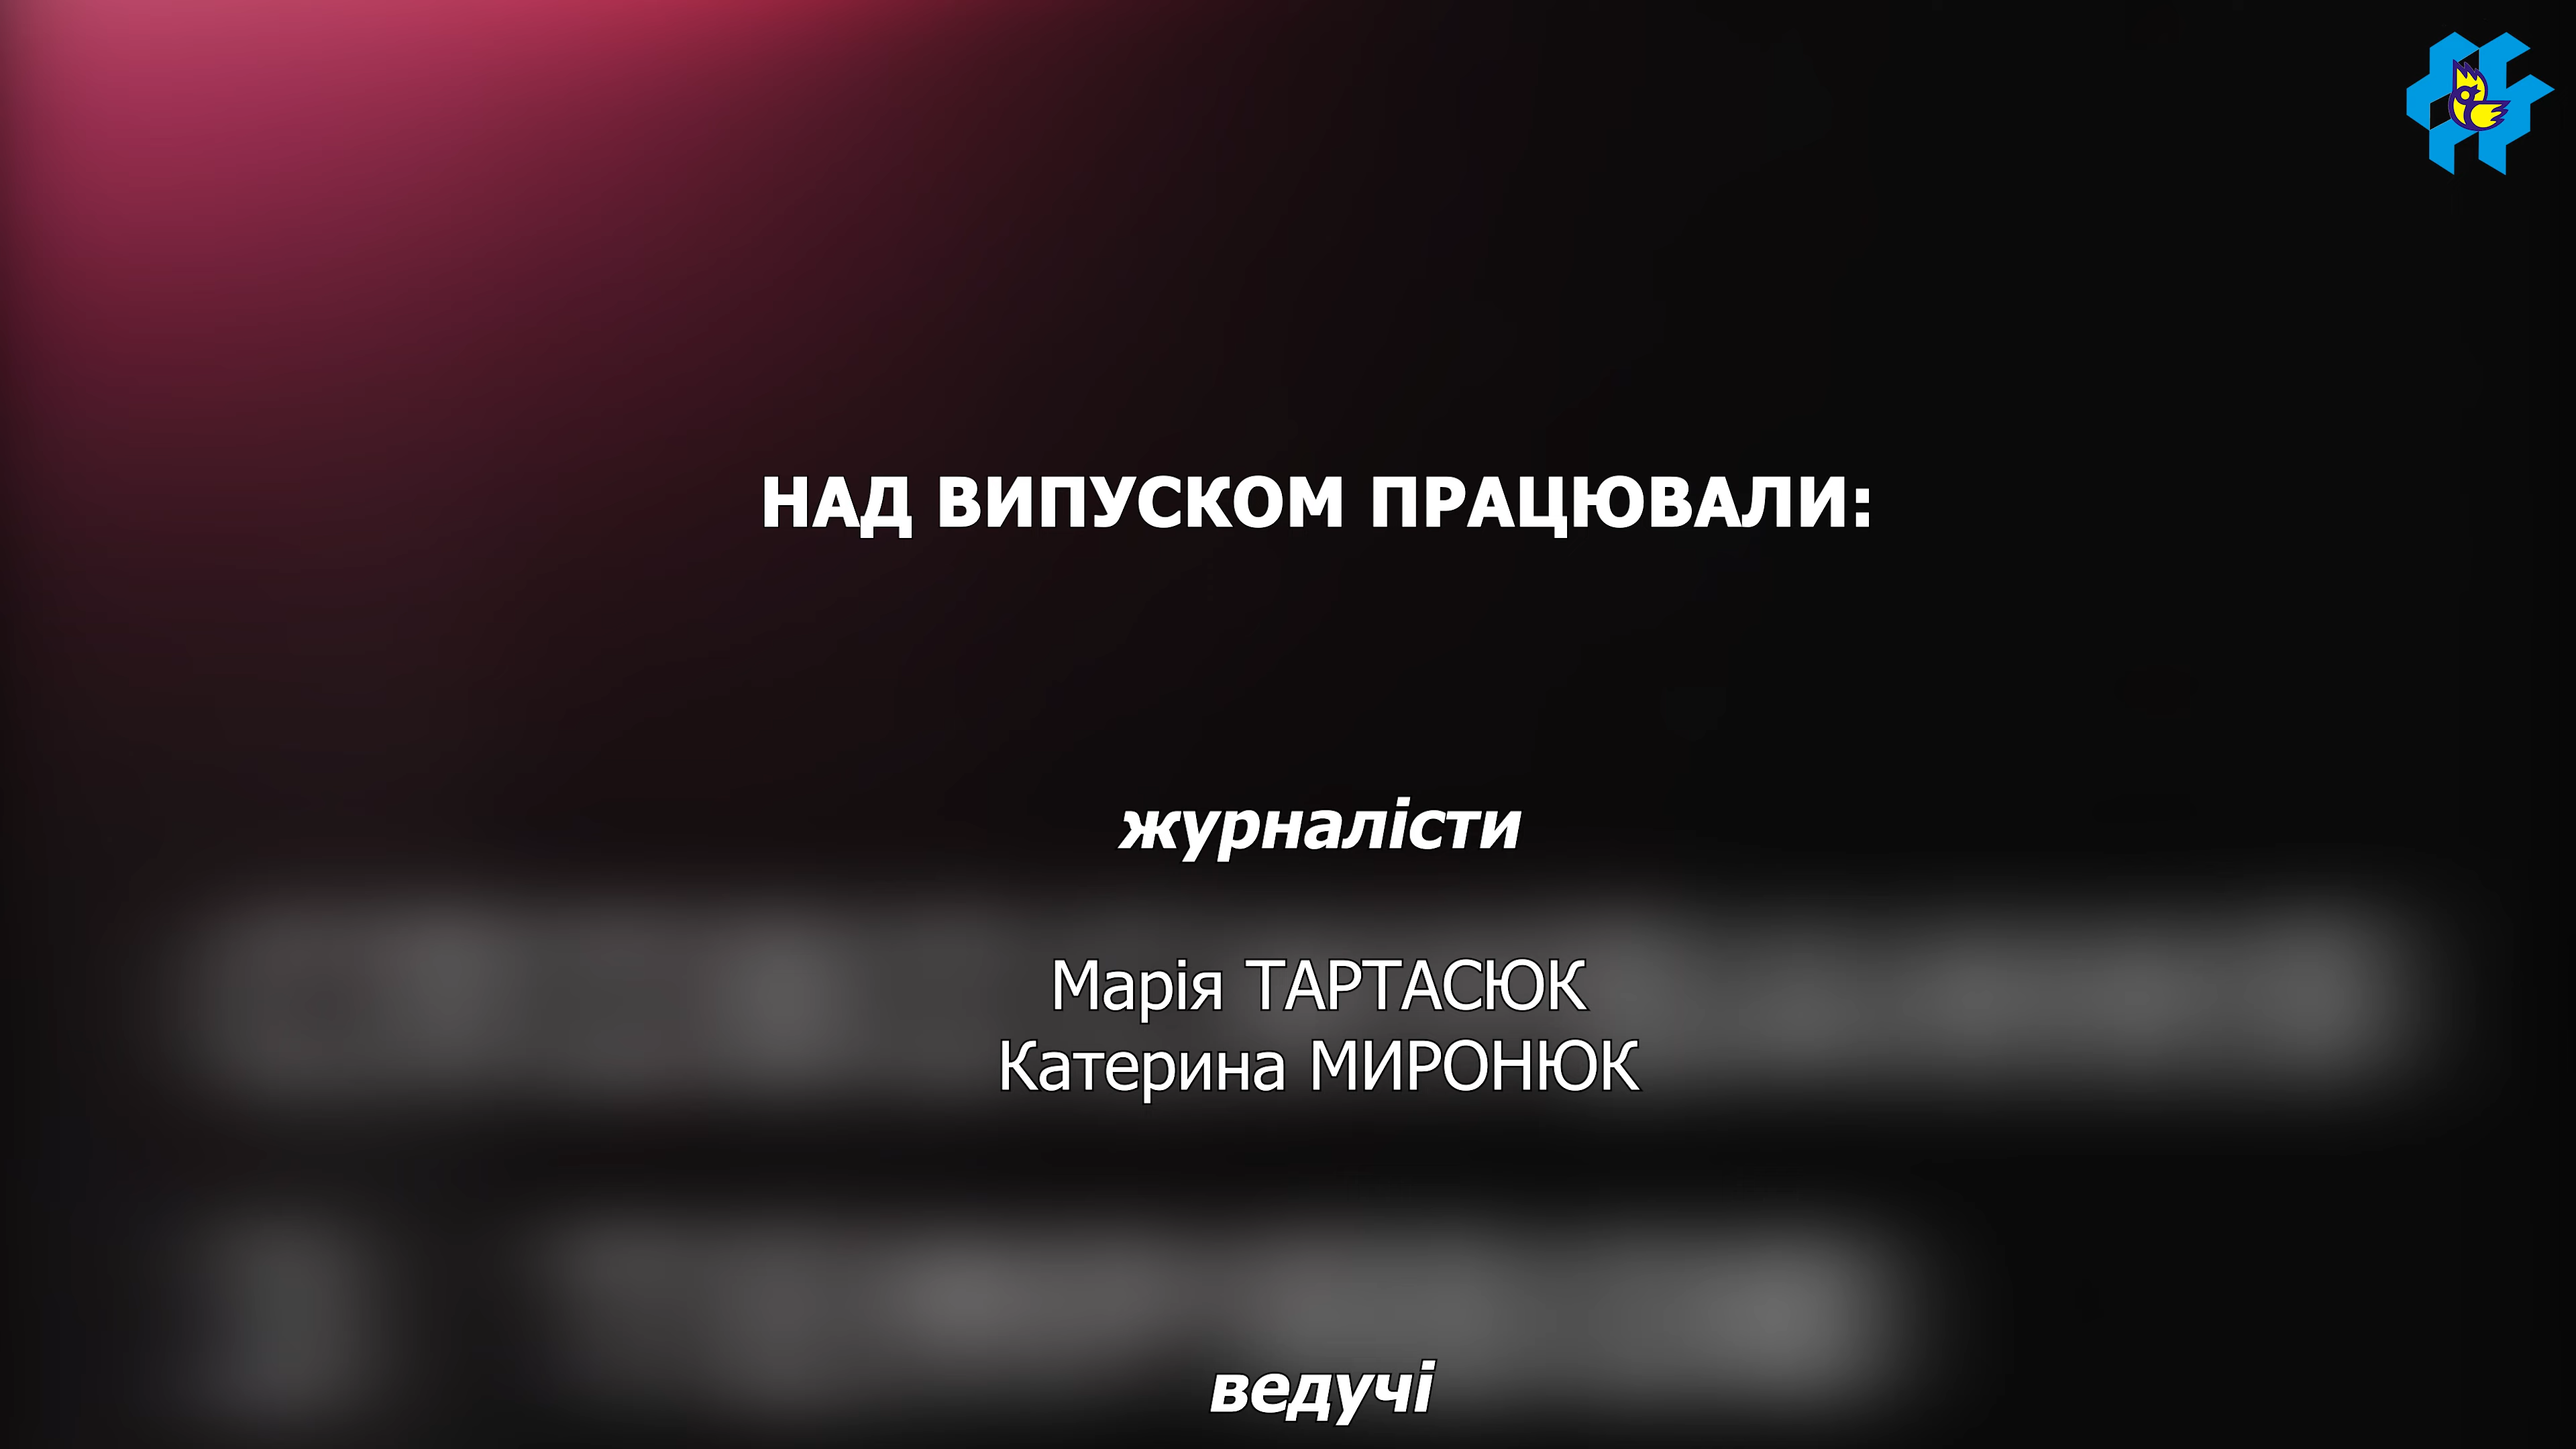 НАД ВИПУСКОМ ПРАЦЮВАЛИ:
журналісти
Марія ТАРТАСЮК
Катерина МИРОНЮК
ведучі